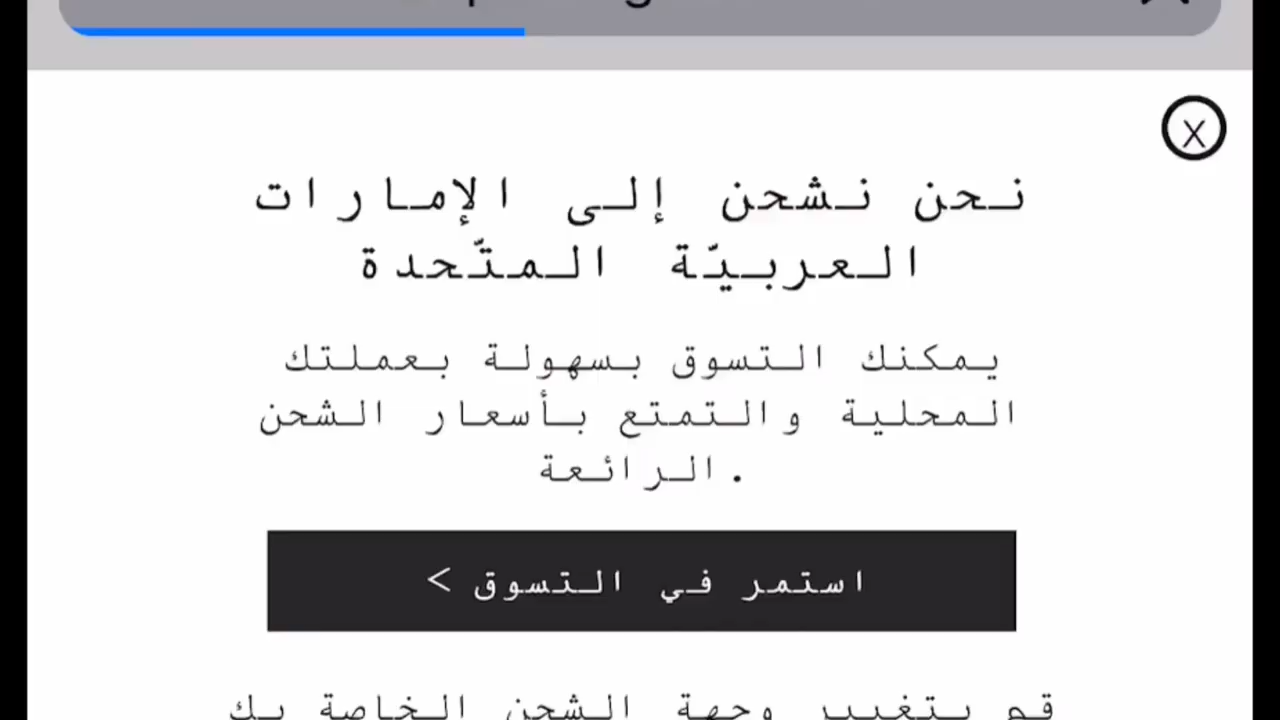 X
نحن نشحن إلى الإمارات
العربيّة المتّحدة
يمكنك التسوق بسهولة بعملتك
المحلية والتمتع بأسعار الشحن
الرائعة.
استمر في التسوق >
قم بتغيير وجهة الشحن الخاصة بك